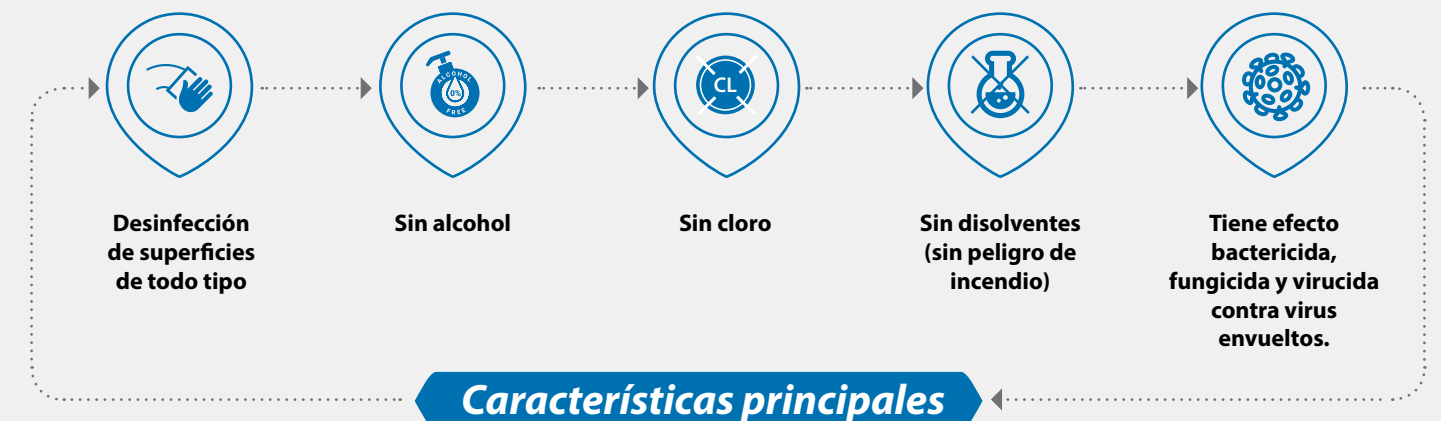 ALCOHOL
0%
FREE
CL
Desinfección
de superficies
de todo tipo
Sin alcohol
Sin cloro
Sin disolventes
(sin peligro de
incendio)
Tiene efecto
bactericida,
fungicida y virucida
contra virus
envueltos.
Características principales